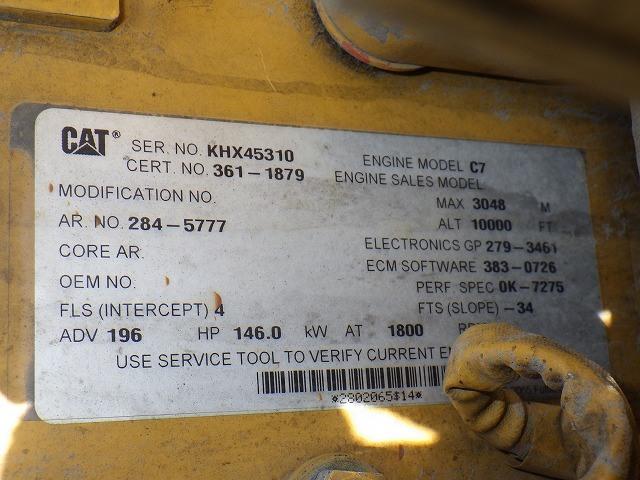 CAT® SER. NO. KHX45310 ENGINE MODEL C7
CERT. NO. 361-1879 ENGINE SALES MODEL
MODIFICATION NO. MAX 3048 M
AR. NO. 284-5777 ALT 10000 FT
CORE AR. ELECTRONICS GP 279-3461
OEM NO. ECM SOFTWARE 383-0726
PERF SPEC 0K-7275
FLS (INTERCEPT) 4 FTS (SLOPE) -34
ADV 196 HP 146.0 kW AT 1800
USE SERVICE TOOL TO VERIFY CURRENT
*2802065$14*